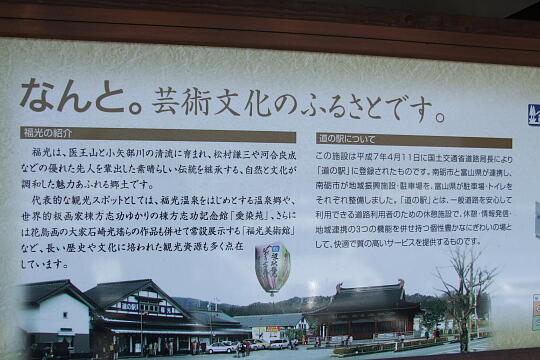 なんと。芸術文化のふるさとです。
福光の紹介
福光は、医王山と小矢部川の清流に育まれ、松村謙三や河合良成
などの優れた先人を輩出した素晴らしい伝統を継承する、自然と文化が
調和した魅力あふれる郷土です。
代表的な観光スポットとしては、福光温泉をはじめとする温泉郷や、
世界的板画家棟方志功ゆかりの棟方志功記念館「愛染苑」、さらに
は花鳥画の大家石崎光瑤らの作品も併せて常設展示する「福光美術館」
など、長い歴史や文化に培われた観光資源も多く点在
しています。
道の駅について
この施設は平成7年4月11日に国土交通省道路局長により
「道の駅」に登録されたものです。南砺市と富山県が連携し、
南砺市が地域振興施設・駐車場を、富山県が駐車場・トイレを
それぞれ整備しました。「道の駅」とは、一般道路を安心して
利用できる道路利用者のための休憩施設で、休憩・情報発信・
地域連携の3つの機能を併せ持つ個性豊かなにぎわいの場と
して、快適で質の高いサービスを提供するものです。